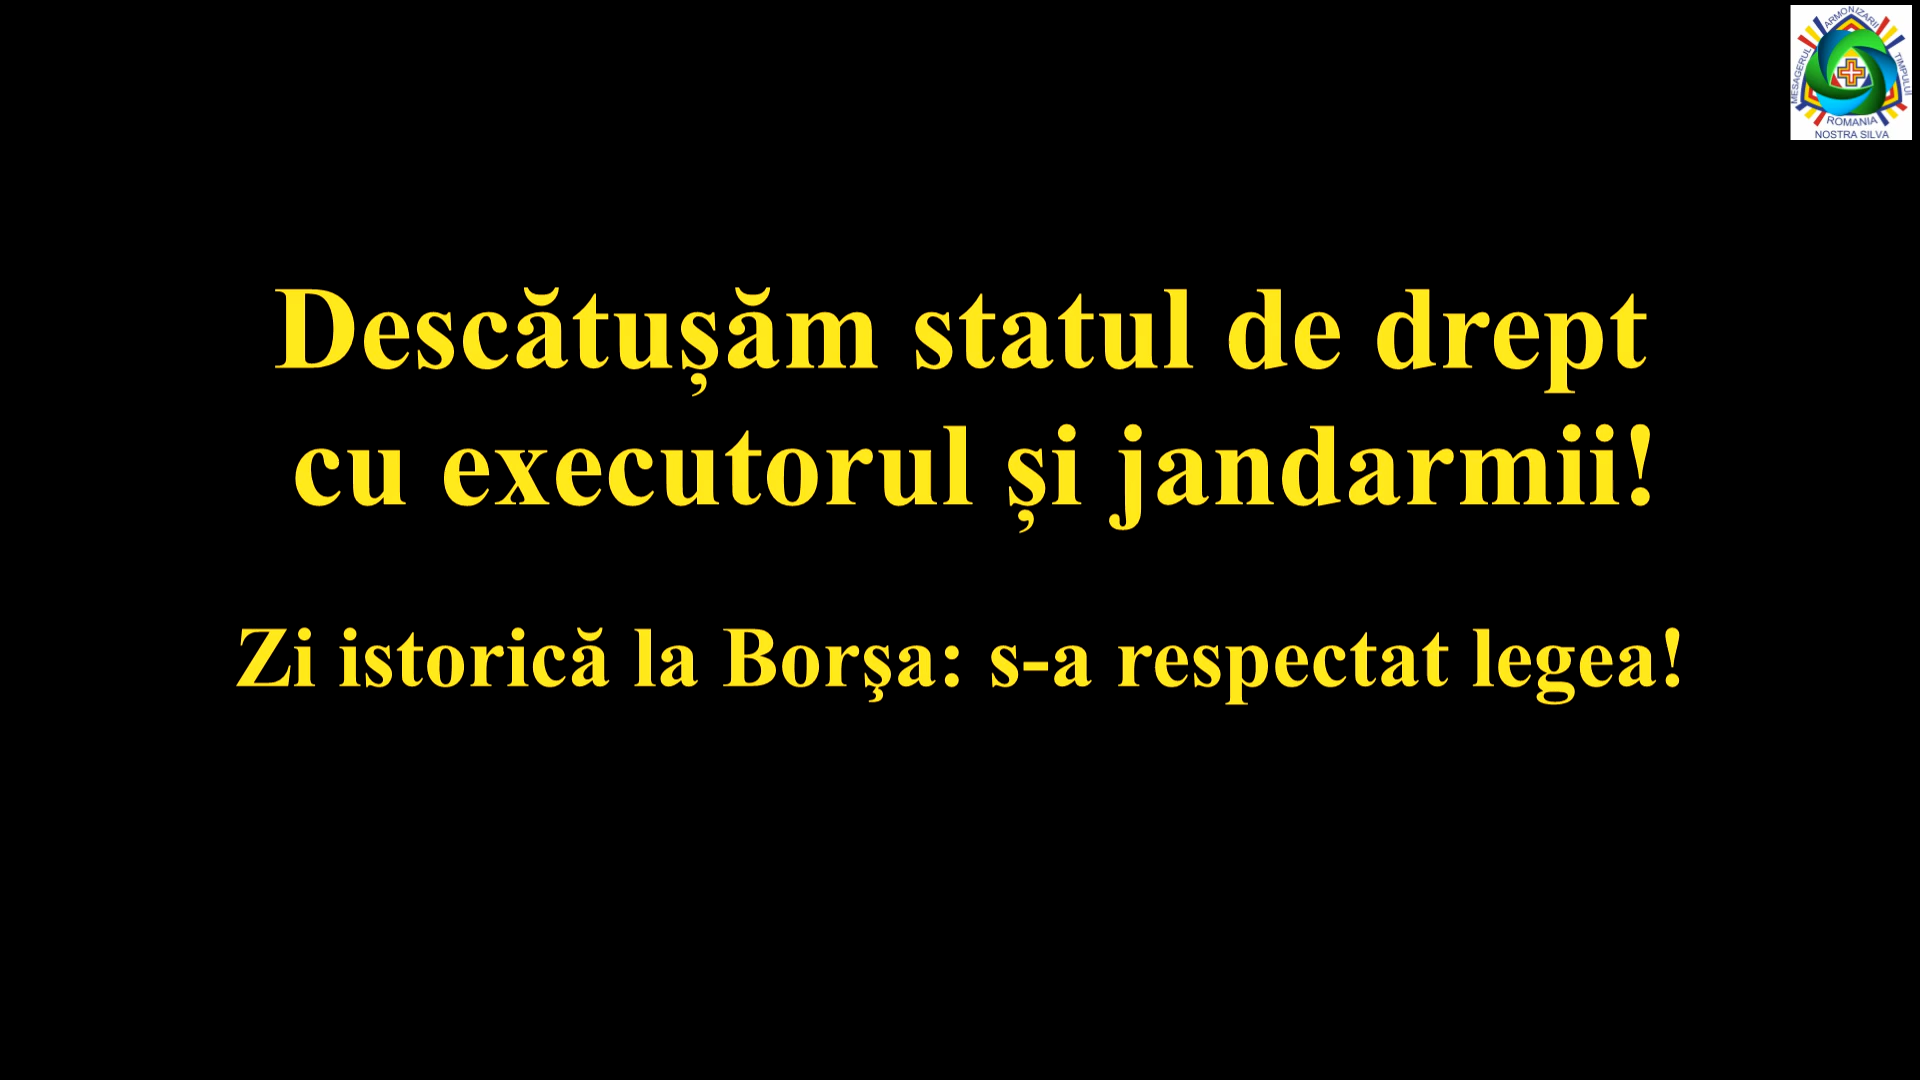 MESAGERUL ARMONIZARII TIMPULUI
ROMANIA
NOSTRA SILVA
Descătușăm statul de drept
cu executorul și jandarmii!
Zi istorică la Borşa: s-a respectat legea!